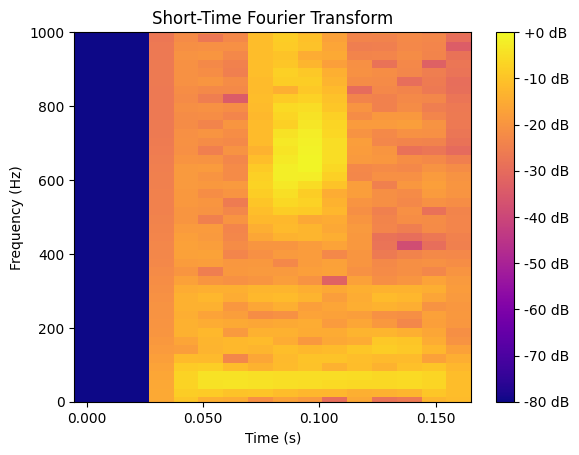 Short-Time Fourier Transform
Frequency (Hz)
1000
800
600
400
200
0
0.000
0.050
0.100
0.150
Time (s)
+0 dB
-10 dB
-20 dB
-30 dB
-40 dB
-50 dB
-60 dB
-70 dB
-80 dB